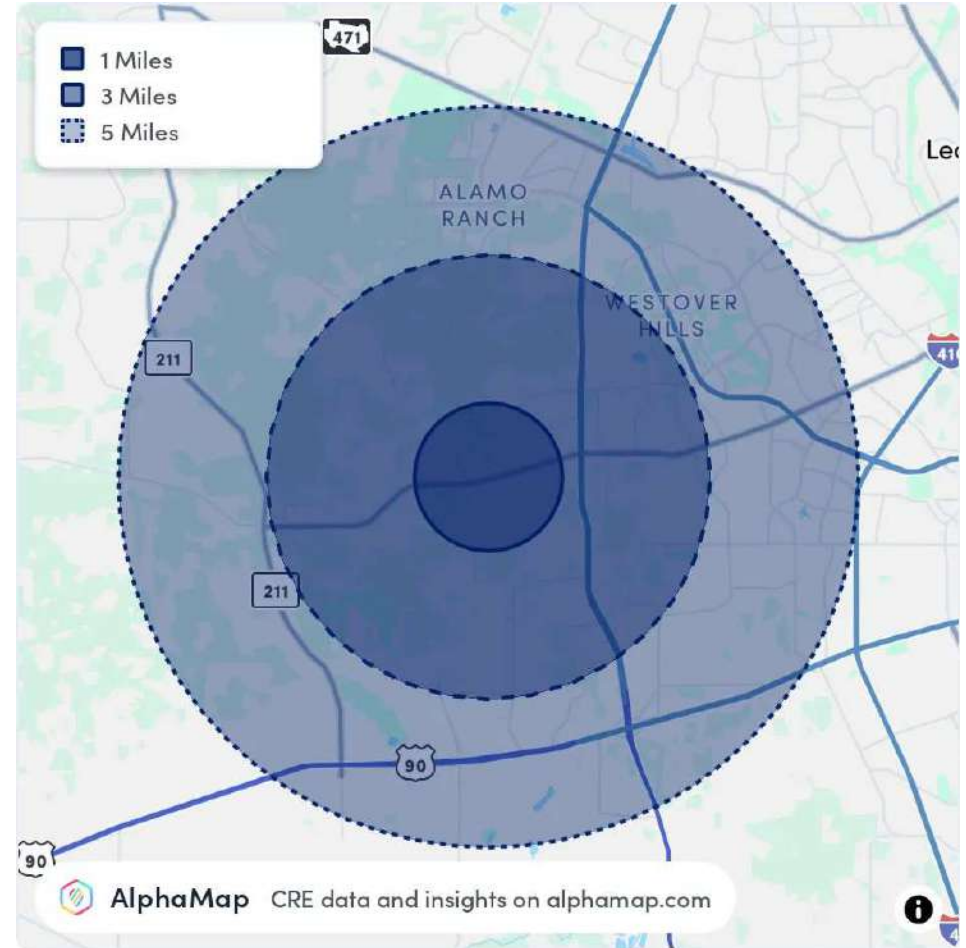 471
1 Miles
3 Miles
5 Miles
ALAMO
RANCH
WESTOVER
HILLS
211
211
90
90
AlphaMap CRE data and insights on alphamap.com